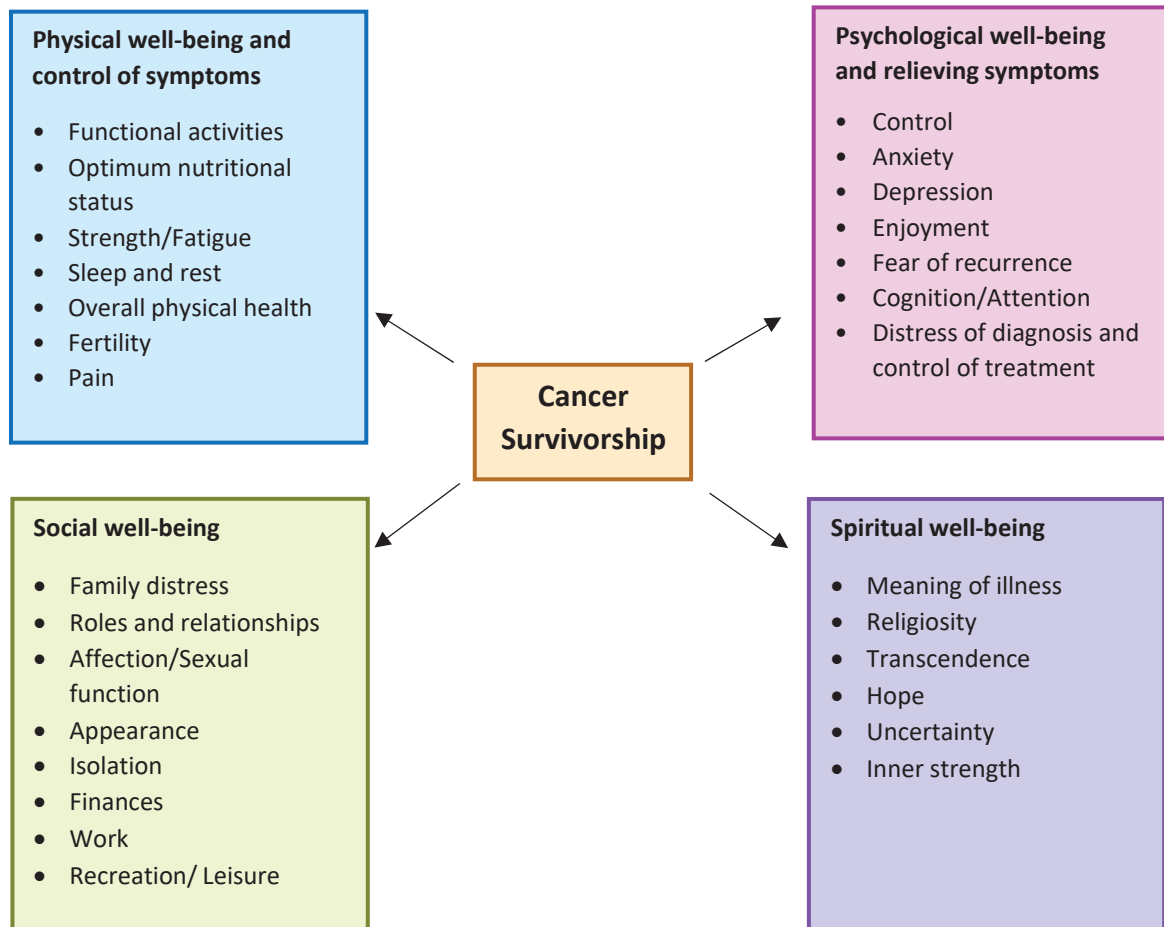 Physical well-being and
control of symptoms
• Functional activities
• Optimum nutritional
status
• Strength/Fatigue
• Sleep and rest
• Overall physical health
• Fertility
• Pain
Psychological well-being
and relieving symptoms
• Control
• Anxiety
• Depression
• Enjoyment
• Fear of recurrence
• Cognition/Attention
• Distress of diagnosis and
control of treatment
Cancer
Survivorship
Social well-being
• Family distress
• Roles and relationships
• Affection/Sexual
function
• Appearance
• Isolation
• Finances
• Work
• Recreation/ Leisure
Spiritual well-being
• Meaning of illness
• Religiosity
• Transcendence
• Hope
• Uncertainty
• Inner strength